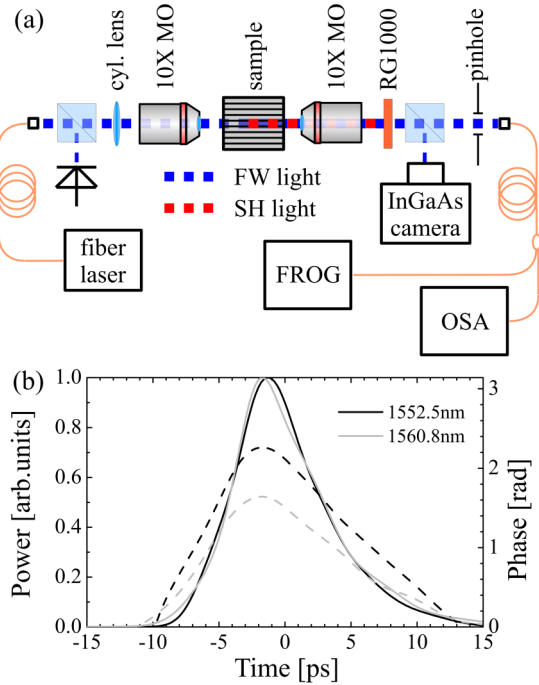 (a)
cyl. lens
10X MO
sample
10X MO
RG1000
pinhole
FW light
SH light
fiber
laser
InGaAs
camera
FROG
OSA
(b)
1.0
0.8
0.6
0.4
0.2
0.0
Power [arb.units]
1552.5nm
1560.8nm
3
2
1
0
Phase [rad]
-15
-10
-5
0
5
10
15
Time [ps]